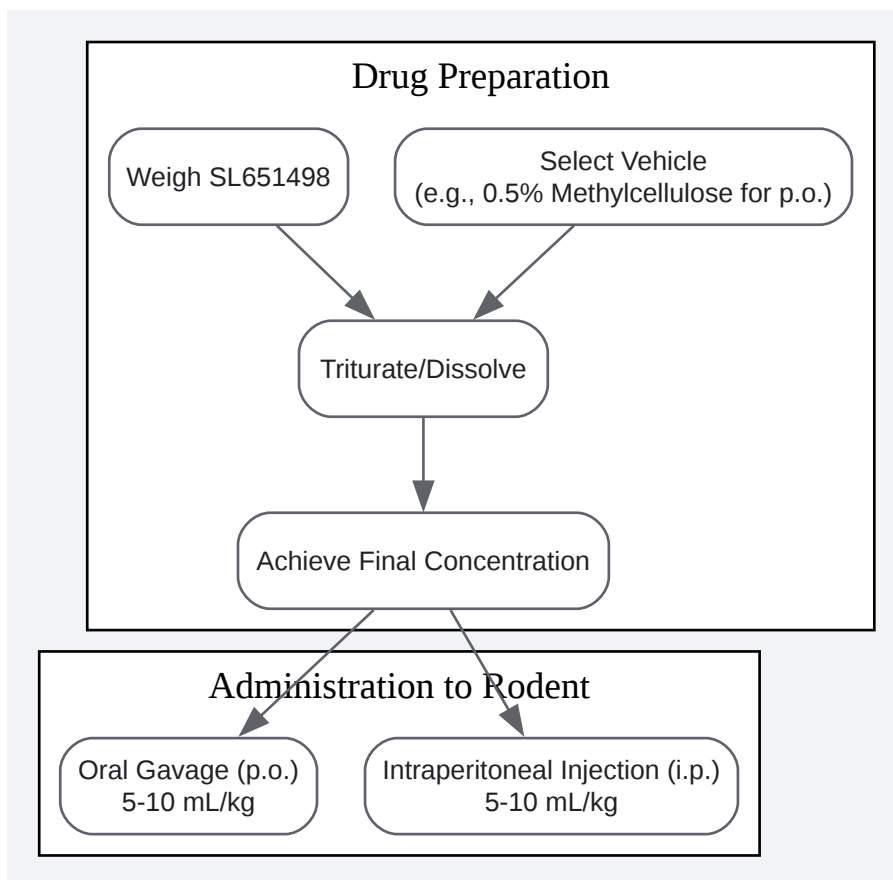 Drug Preparation
Weigh SL651498
Select Vehicle
(e.g., 0.5% Methylcellulose for p.o.)
Triturate/Dissolve
Achieve Final Concentration
Administration to Rodent
Oral Gavage (p.o.)
5-10 mL/kg
Intraperitoneal Injection (i.p.)
5-10 mL/kg